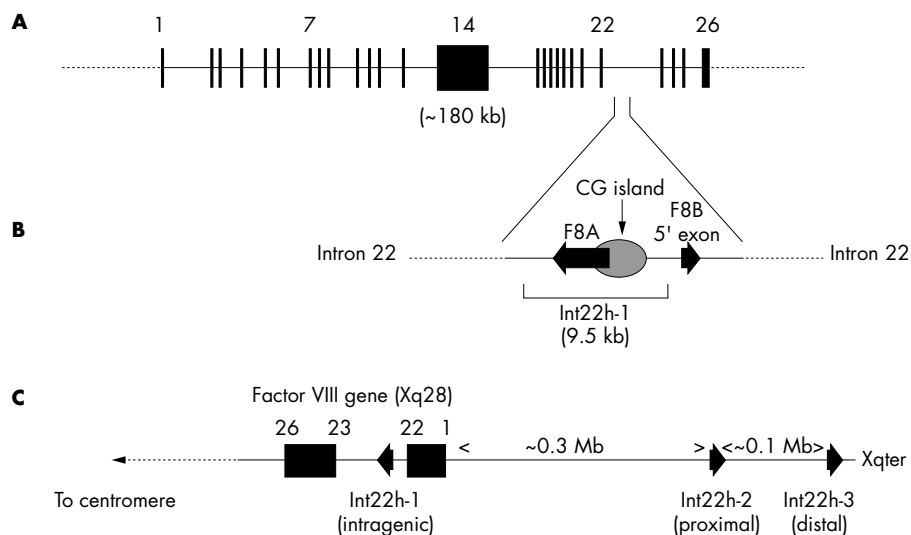 A
1 7 14 22 26
(~180 kb)
B
CG island
F8A
F8B
5' exon
Intron 22
Intron 22
Int22h-1
(9.5 kb)
C
Factor VIII gene (Xq28)
26 23 22 1
< ~0.3 Mb > <~0.1 Mb>
Xqter
To centromere
Int22h-1
(intragenic)
Int22h-2
(proximal)
Int22h-3
(distal)